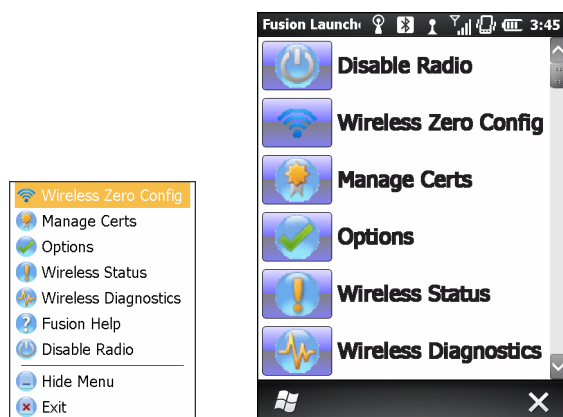 Wireless Zero Config
Manage Certs
Options
Wireless Status
Wireless Diagnostics
Fusion Help
Disable Radio
Hide Menu
Exit
Fusion Launch 3:45
Disable Radio
Wireless Zero Config
Manage Certs
Options
Wireless Status
Wireless Diagnostics